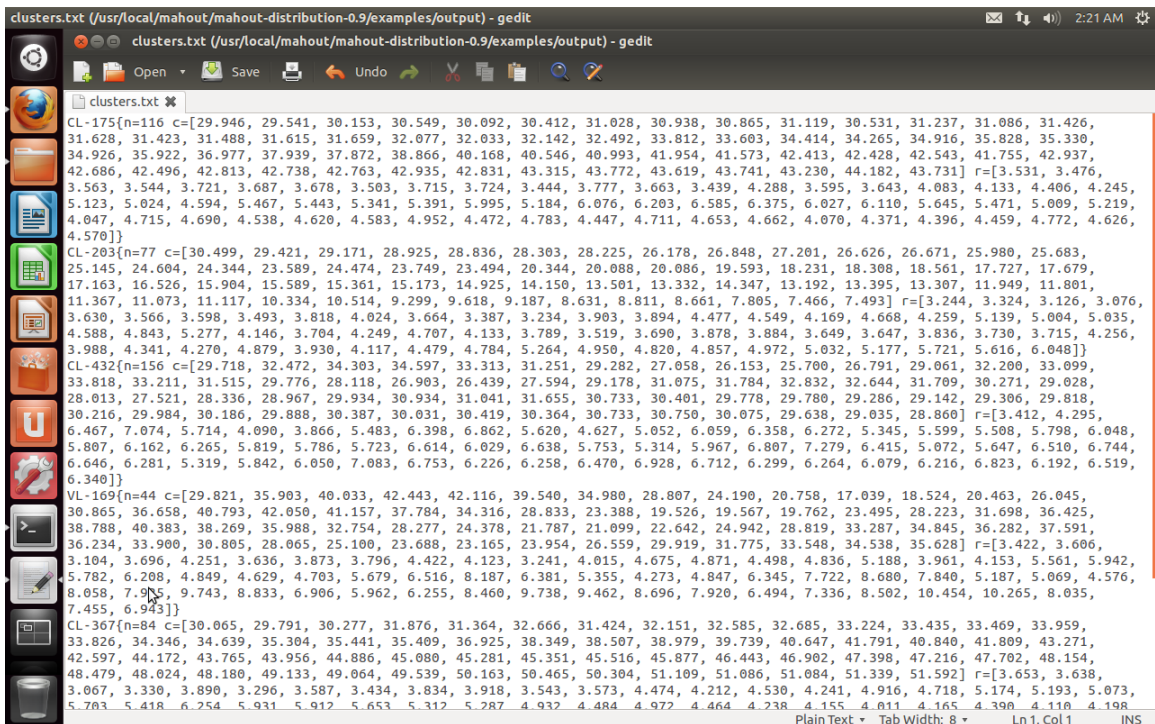 clusters.txt (/usr/local/mahout/mahout-distribution-0.9/examples/output) - gedit 2:21 AM
clusters.txt (/usr/local/mahout/mahout-distribution-0.9/examples/output) - gedit
Open Save Undo
clusters.txt
CL-175{n=116 c=[29.946, 29.541, 30.153, 30.549, 30.092, 30.412, 31.028, 30.938, 30.865, 31.119, 30.531, 31.237, 31.086, 31.426,
31.628, 31.423, 31.488, 31.615, 31.659, 32.077, 32.033, 32.142, 32.492, 33.812, 33.603, 34.414, 34.265, 34.916, 35.828, 35.330,
34.926, 35.922, 36.977, 37.939, 37.872, 38.866, 40.168, 40.546, 40.993, 41.954, 41.573, 42.413, 42.428, 42.543, 41.755, 42.937,
42.686, 42.496, 42.813, 42.738, 42.763, 42.935, 42.831, 43.315, 43.772, 43.619, 43.741, 43.230, 44.182, 43.731] r=[3.531, 3.476,
3.563, 3.544, 3.721, 3.687, 3.678, 3.503, 3.715, 3.724, 3.444, 3.777, 3.663, 3.439, 4.288, 3.595, 3.643, 4.083, 4.133, 4.406, 4.245,
5.123, 5.024, 4.594, 5.467, 5.443, 5.341, 5.391, 5.995, 5.184, 6.076, 6.203, 6.585, 6.375, 6.027, 6.110, 5.645, 5.471, 5.009, 5.219,
4.047, 4.715, 4.690, 4.538, 4.620, 4.583, 4.952, 4.472, 4.783, 4.447, 4.711, 4.653, 4.662, 4.070, 4.371, 4.396, 4.459, 4.772, 4.626,
4.570]}
CL-203{n=77 c=[30.499, 29.421, 29.171, 28.925, 28.636, 28.303, 28.225, 26.178, 26.848, 27.201, 26.626, 26.671, 25.980, 25.683,
25.145, 24.604, 24.344, 23.589, 24.474, 23.749, 23.494, 20.344, 20.088, 20.086, 19.593, 18.231, 18.308, 18.561, 17.727, 17.679,
17.163, 16.526, 15.904, 15.589, 15.361, 15.173, 14.925, 14.150, 13.501, 13.332, 14.347, 13.192, 13.395, 13.307, 11.949, 11.801,
11.367, 11.073, 11.117, 10.334, 10.514, 9.299, 9.618, 9.187, 8.631, 8.811, 8.661, 7.805, 7.466, 7.493] r=[3.244, 3.324, 3.126, 3.076,
3.630, 3.566, 3.598, 3.493, 3.818, 4.024, 3.664, 3.387, 3.234, 3.903, 3.894, 4.477, 4.549, 4.169, 4.668, 4.259, 5.139, 5.004, 5.035,
4.588, 4.843, 5.277, 4.146, 3.704, 4.249, 4.707, 4.133, 3.789, 3.519, 3.690, 3.878, 3.884, 3.649, 3.647, 3.836, 3.730, 3.715, 4.256,
3.988, 4.341, 4.270, 4.879, 3.930, 4.117, 4.479, 4.784, 5.264, 4.950, 4.820, 4.857, 4.972, 5.032, 5.177, 5.721, 5.616, 6.048]}
CL-432{n=156 c=[29.718, 32.472, 34.303, 34.597, 33.313, 31.251, 29.282, 27.058, 26.153, 25.700, 26.791, 29.061, 32.200, 33.099,
33.818, 33.211, 31.515, 29.776, 28.118, 26.903, 26.439, 27.594, 29.178, 31.075, 31.784, 32.832, 32.644, 31.709, 30.271, 29.028,
28.013, 27.521, 28.336, 28.967, 29.934, 30.934, 31.041, 31.655, 30.733, 30.401, 29.778, 29.780, 29.286, 29.142, 29.306, 29.818,
30.216, 29.984, 30.186, 29.888, 30.387, 30.031, 30.419, 30.364, 30.733, 30.750, 30.075, 29.638, 29.035, 28.860] r=[3.412, 4.295,
6.467, 7.074, 5.714, 4.090, 3.866, 5.483, 6.398, 6.862, 5.620, 4.627, 5.052, 6.059, 6.358, 6.272, 5.345, 5.599, 5.508, 5.798, 6.048,
5.807, 6.162, 6.265, 5.819, 5.786, 5.723, 6.614, 6.029, 6.638, 5.753, 5.314, 5.967, 6.807, 7.279, 6.415, 5.072, 5.647, 6.510, 6.744,
6.646, 6.281, 5.319, 5.842, 6.050, 7.083, 6.753, 6.226, 6.258, 6.470, 6.928, 6.712, 6.299, 6.264, 6.079, 6.216, 6.823, 6.192, 6.519,
6.340]}
VL-169{n=44 c=[29.821, 35.903, 40.033, 42.443, 42.116, 39.540, 34.980, 28.807, 24.190, 20.758, 17.039, 18.524, 20.463, 26.045,
30.865, 36.658, 40.793, 42.050, 41.157, 37.784, 34.316, 28.833, 23.388, 19.526, 19.567, 19.762, 23.495, 28.223, 31.698, 36.425,
38.788, 40.383, 38.269, 35.988, 32.754, 28.277, 24.378, 21.787, 21.099, 22.642, 24.942, 28.819, 33.287, 34.845, 36.282, 37.591,
36.234, 33.900, 30.805, 28.065, 25.100, 23.688, 23.165, 23.954, 26.559, 29.919, 31.775, 33.548, 34.538, 35.628] r=[3.422, 3.606,
3.104, 3.696, 4.251, 3.636, 3.873, 3.796, 4.422, 4.123, 3.241, 4.015, 4.675, 4.871, 4.498, 4.836, 5.188, 3.961, 4.153, 5.561, 5.942,
5.782, 6.208, 4.849, 4.629, 4.703, 5.679, 6.516, 8.187, 6.381, 5.355, 4.273, 4.847, 6.345, 7.722, 8.680, 7.840, 5.187, 5.069, 4.576,
8.058, 9.743, 8.833, 6.906, 5.962, 6.255, 8.460, 9.738, 9.462, 8.696, 7.920, 6.494, 7.336, 8.502, 10.454, 10.265, 8.035,
7.455, 6.943]}
CL-367{n=84 c=[30.065, 29.791, 30.277, 31.876, 31.364, 32.666, 31.424, 32.151, 32.585, 32.685, 33.224, 33.435, 33.469, 33.959,
33.826, 34.346, 34.639, 35.304, 35.441, 35.409, 36.925, 38.349, 38.507, 38.979, 39.739, 40.647, 41.791, 40.840, 41.809, 43.271,
42.597, 44.172, 43.765, 43.956, 44.886, 45.080, 45.281, 45.351, 45.516, 45.877, 46.443, 46.902, 47.398, 47.216, 47.702, 48.154,
48.479, 48.024, 48.180, 49.133, 49.064, 49.539, 50.163, 50.465, 50.304, 51.109, 51.086, 51.084, 51.339, 51.592] r=[3.653, 3.638,
3.067, 3.330, 3.890, 3.296, 3.587, 3.434, 3.834, 3.918, 3.543, 3.573, 4.474, 4.212, 4.530, 4.241, 4.916, 4.718, 5.174, 5.193, 5.073,
5.703, 5.418, 6.254, 5.931, 5.912, 5.653, 5.312, 5.287, 4.932, 4.484, 4.972, 4.464, 4.238, 4.155, 4.011, 4.165, 4.390, 4.110, 4.198
Plain Text Tab Width: 8 Ln 1, Col 1 INS